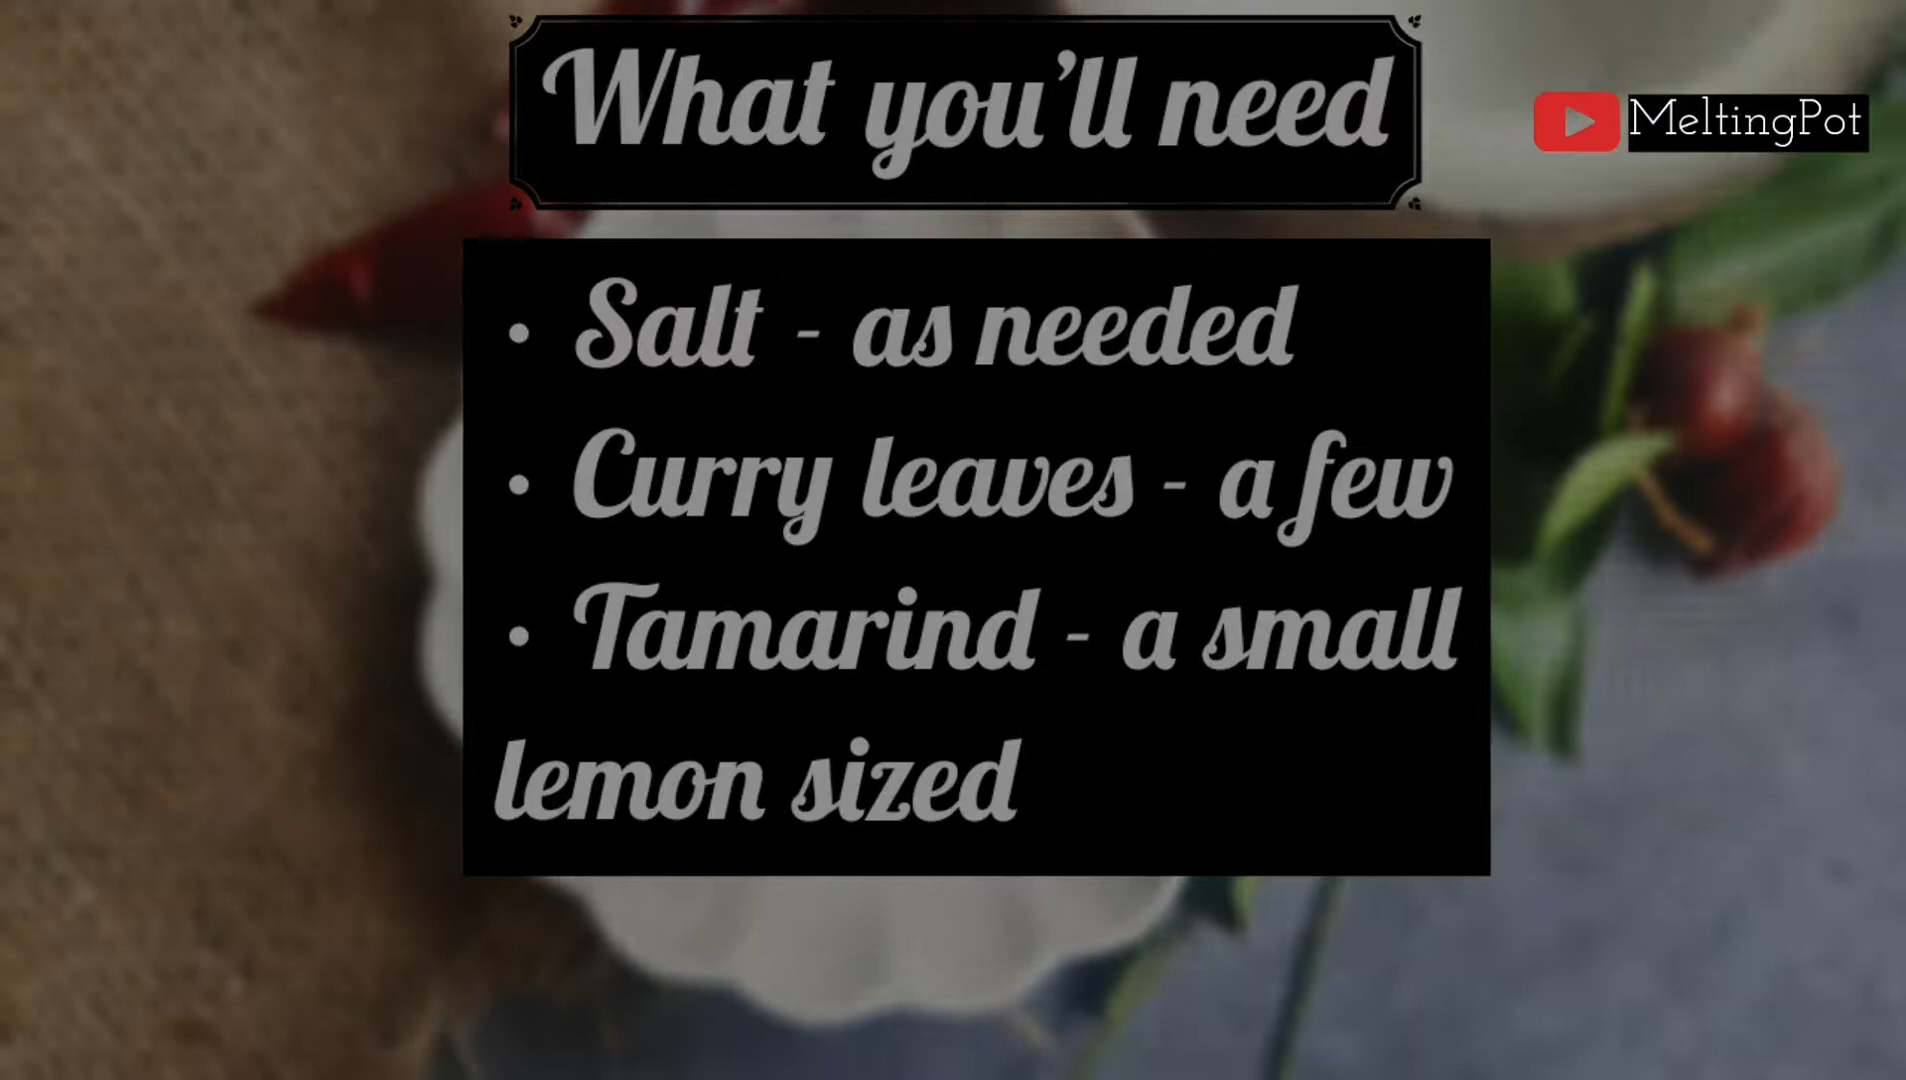 What you'll need
MeltingPot
• Salt - as needed
• Curry leaves - a few
• Tamarind - a small
lemon sized